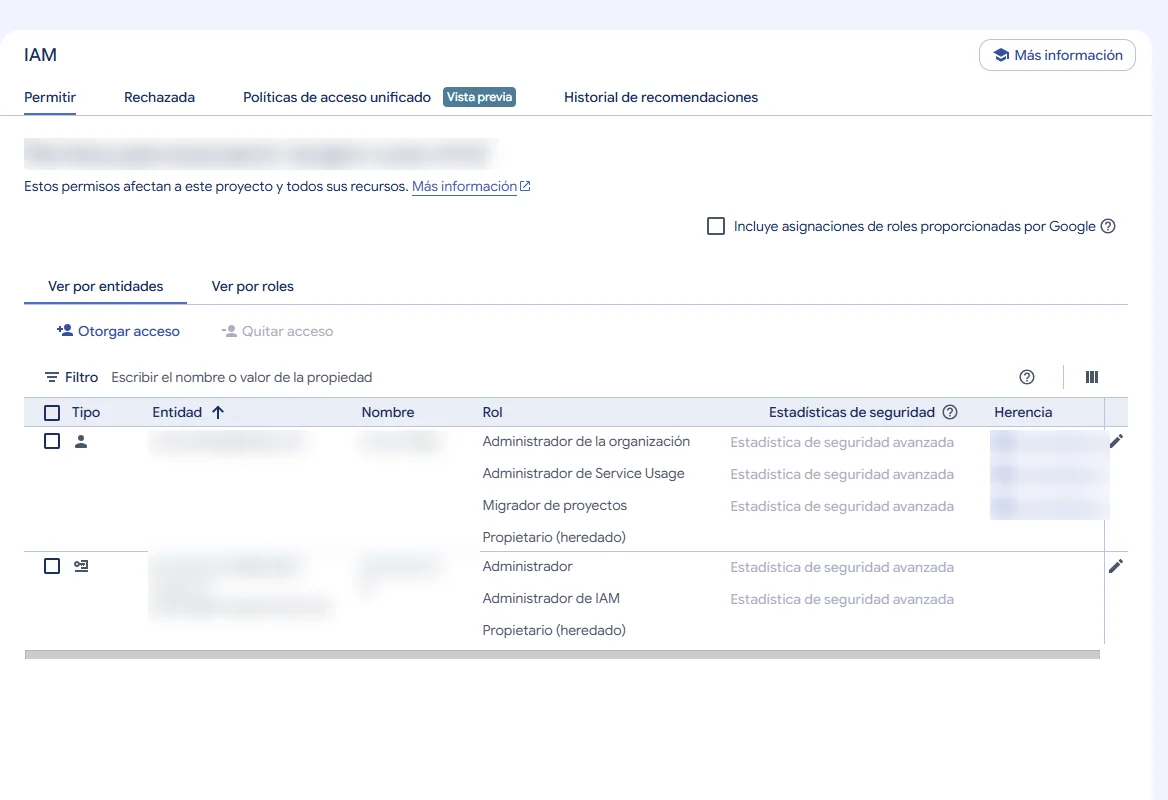 IAM
Más información
Permitir Rechazada Políticas de acceso unificado Vista previa Historial de recomendaciones
Estos permisos afectan a este proyecto y todos sus recursos. Más información
Incluye asignaciones de roles proporcionadas por Google
Ver por entidades Ver por roles
Otorgar acceso Quitar acceso
Filtro Escribir el nombre o valor de la propiedad
Tipo Entidad Nombre Rol Estadísticas de seguridad Herencia
Administrador de la organización Estadística de seguridad avanzada
Administrador de Service Usage Estadística de seguridad avanzada
Migrador de proyectos Estadística de seguridad avanzada
Propietario (heredado)
Administrador Estadística de seguridad avanzada
Administrador de IAM Estadística de seguridad avanzada
Propietario (heredado)